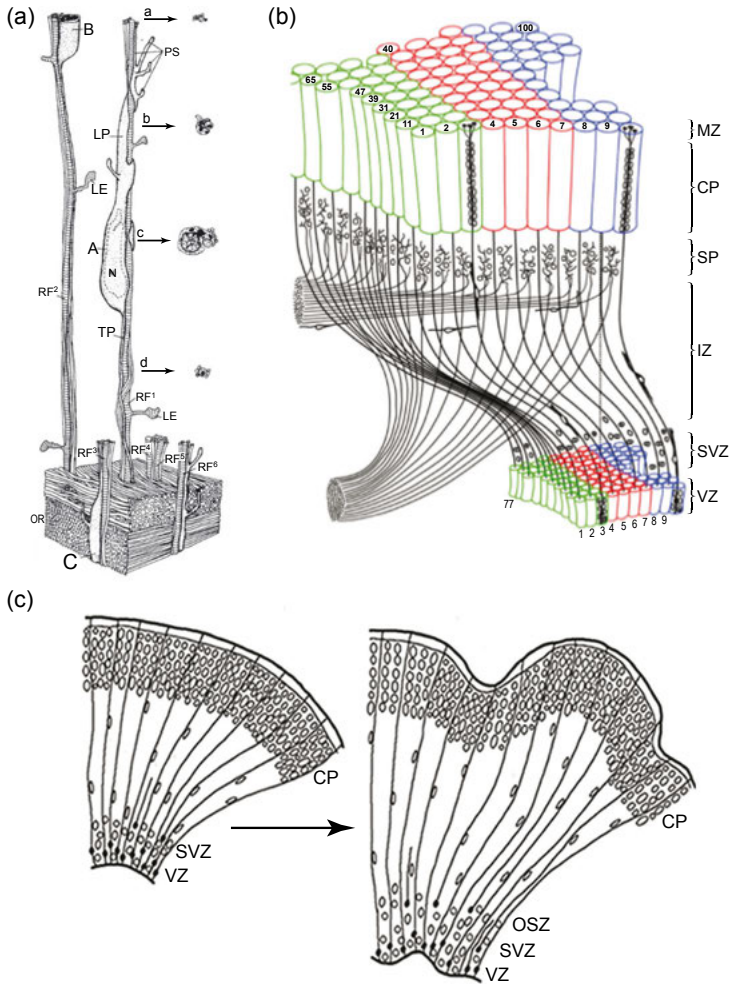 (a)
a
B
PS
LP
b
LE
A
c
N
RF²
TP
d
RF¹
LE
RF³
RF⁴
RF⁵
RF⁶
OR
C
(b)
100
40
65
55
47
39
31
21
11
1 2 4 5 6 7 8 9
MZ
CP
SP
IZ
SVZ
VZ
77
1 2 3 4 5 6 7 8 9
(c)
CP
SVZ
VZ
CP
OSZ
SVZ
VZ